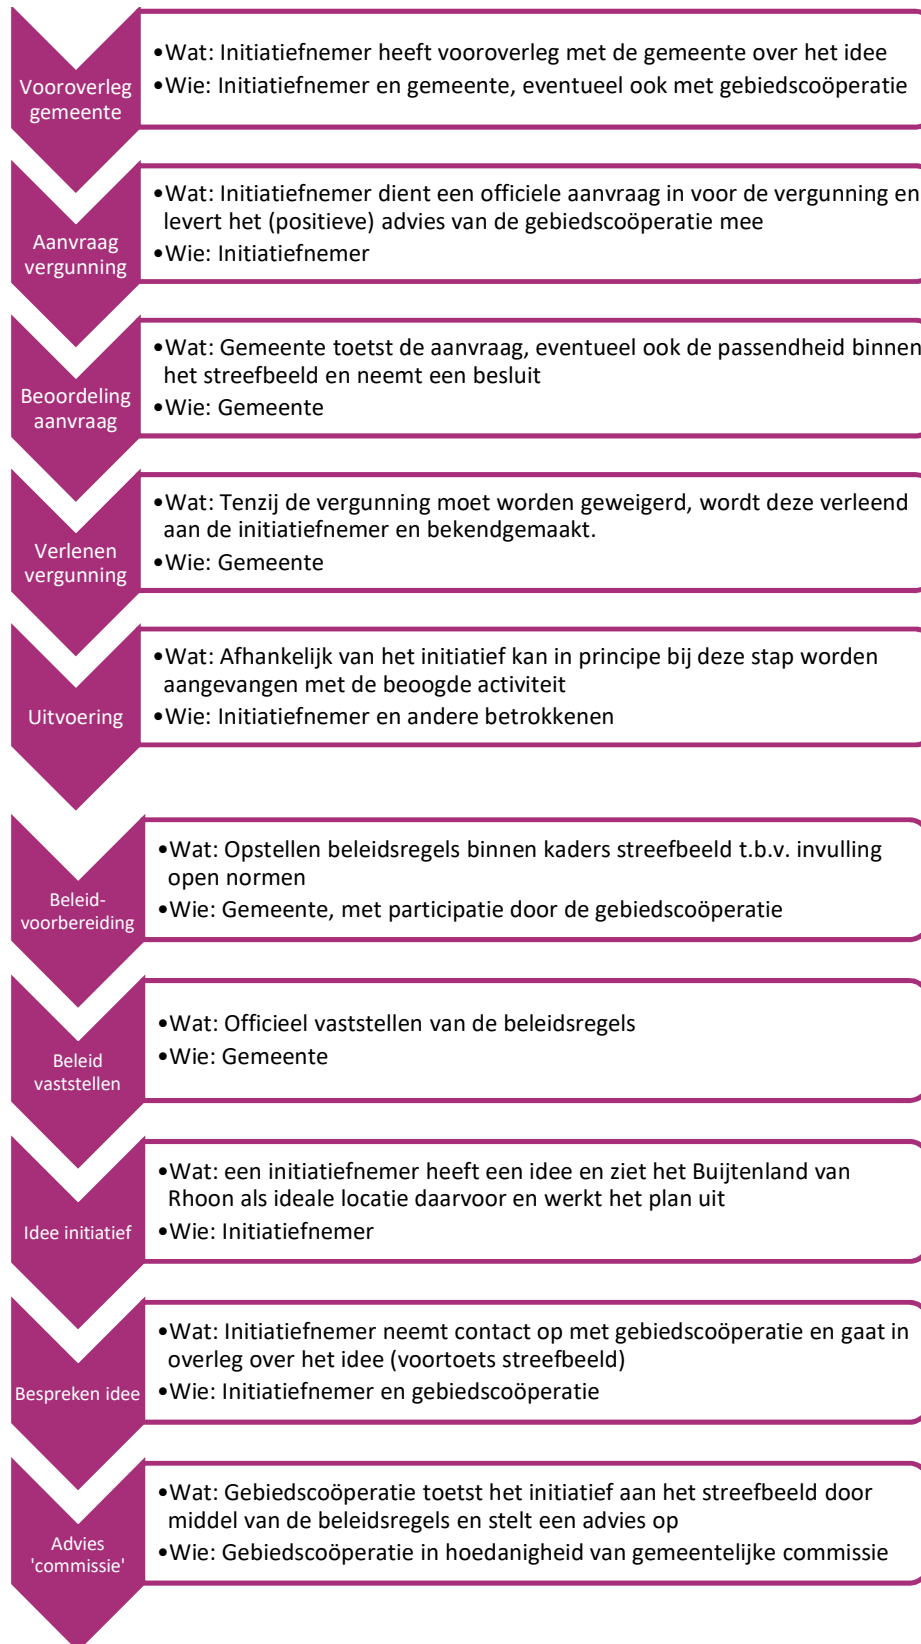 Vooroverleg
gemeente
•Wat: Initiatiefnemer heeft vooroverleg met de gemeente over het idee
•Wie: Initiatiefnemer en gemeente, eventueel ook met gebiedscoöperatie
Aanvraag
vergunning
•Wat: Initiatiefnemer dient een officiele aanvraag in voor de vergunning en
levert het (positieve) advies van de gebiedscoöperatie mee
•Wie: Initiatiefnemer
Beoordeling
aanvraag
•Wat: Gemeente toetst de aanvraag, eventueel ook de passendheid binnen
het streefbeeld en neemt een besluit
•Wie: Gemeente
Verlenen
vergunning
•Wat: Tenzij de vergunning moet worden geweigerd, wordt deze verleend
aan de initiatiefnemer en bekendgemaakt.
•Wie: Gemeente
Uitvoering
•Wat: Afhankelijk van het initiatief kan in principe bij deze stap worden
aangevangen met de beoogde activiteit
•Wie: Initiatiefnemer en andere betrokkenen
Beleid-
voorbereiding
•Wat: Opstellen beleidsregels binnen kaders streefbeeld t.b.v. invulling
open normen
•Wie: Gemeente, met participatie door de gebiedscoöperatie
Beleid
vaststellen
•Wat: Officieel vaststellen van de beleidsregels
•Wie: Gemeente
Idee initiatief
•Wat: een initiatiefnemer heeft een idee en ziet het Buijtenland van
Rhoon als ideale locatie daarvoor en werkt het plan uit
•Wie: Initiatiefnemer
Bespreken idee
•Wat: Initiatiefnemer neemt contact op met gebiedscoöperatie en gaat in
overleg over het idee (voortoets streefbeeld)
•Wie: Initiatiefnemer en gebiedscoöperatie
Advies
'commissie'
•Wat: Gebiedscoöperatie toetst het initiatief aan het streefbeeld door
middel van de beleidsregels en stelt een advies op
•Wie: Gebiedscoöperatie in hoedanigheid van gemeentelijke commissie